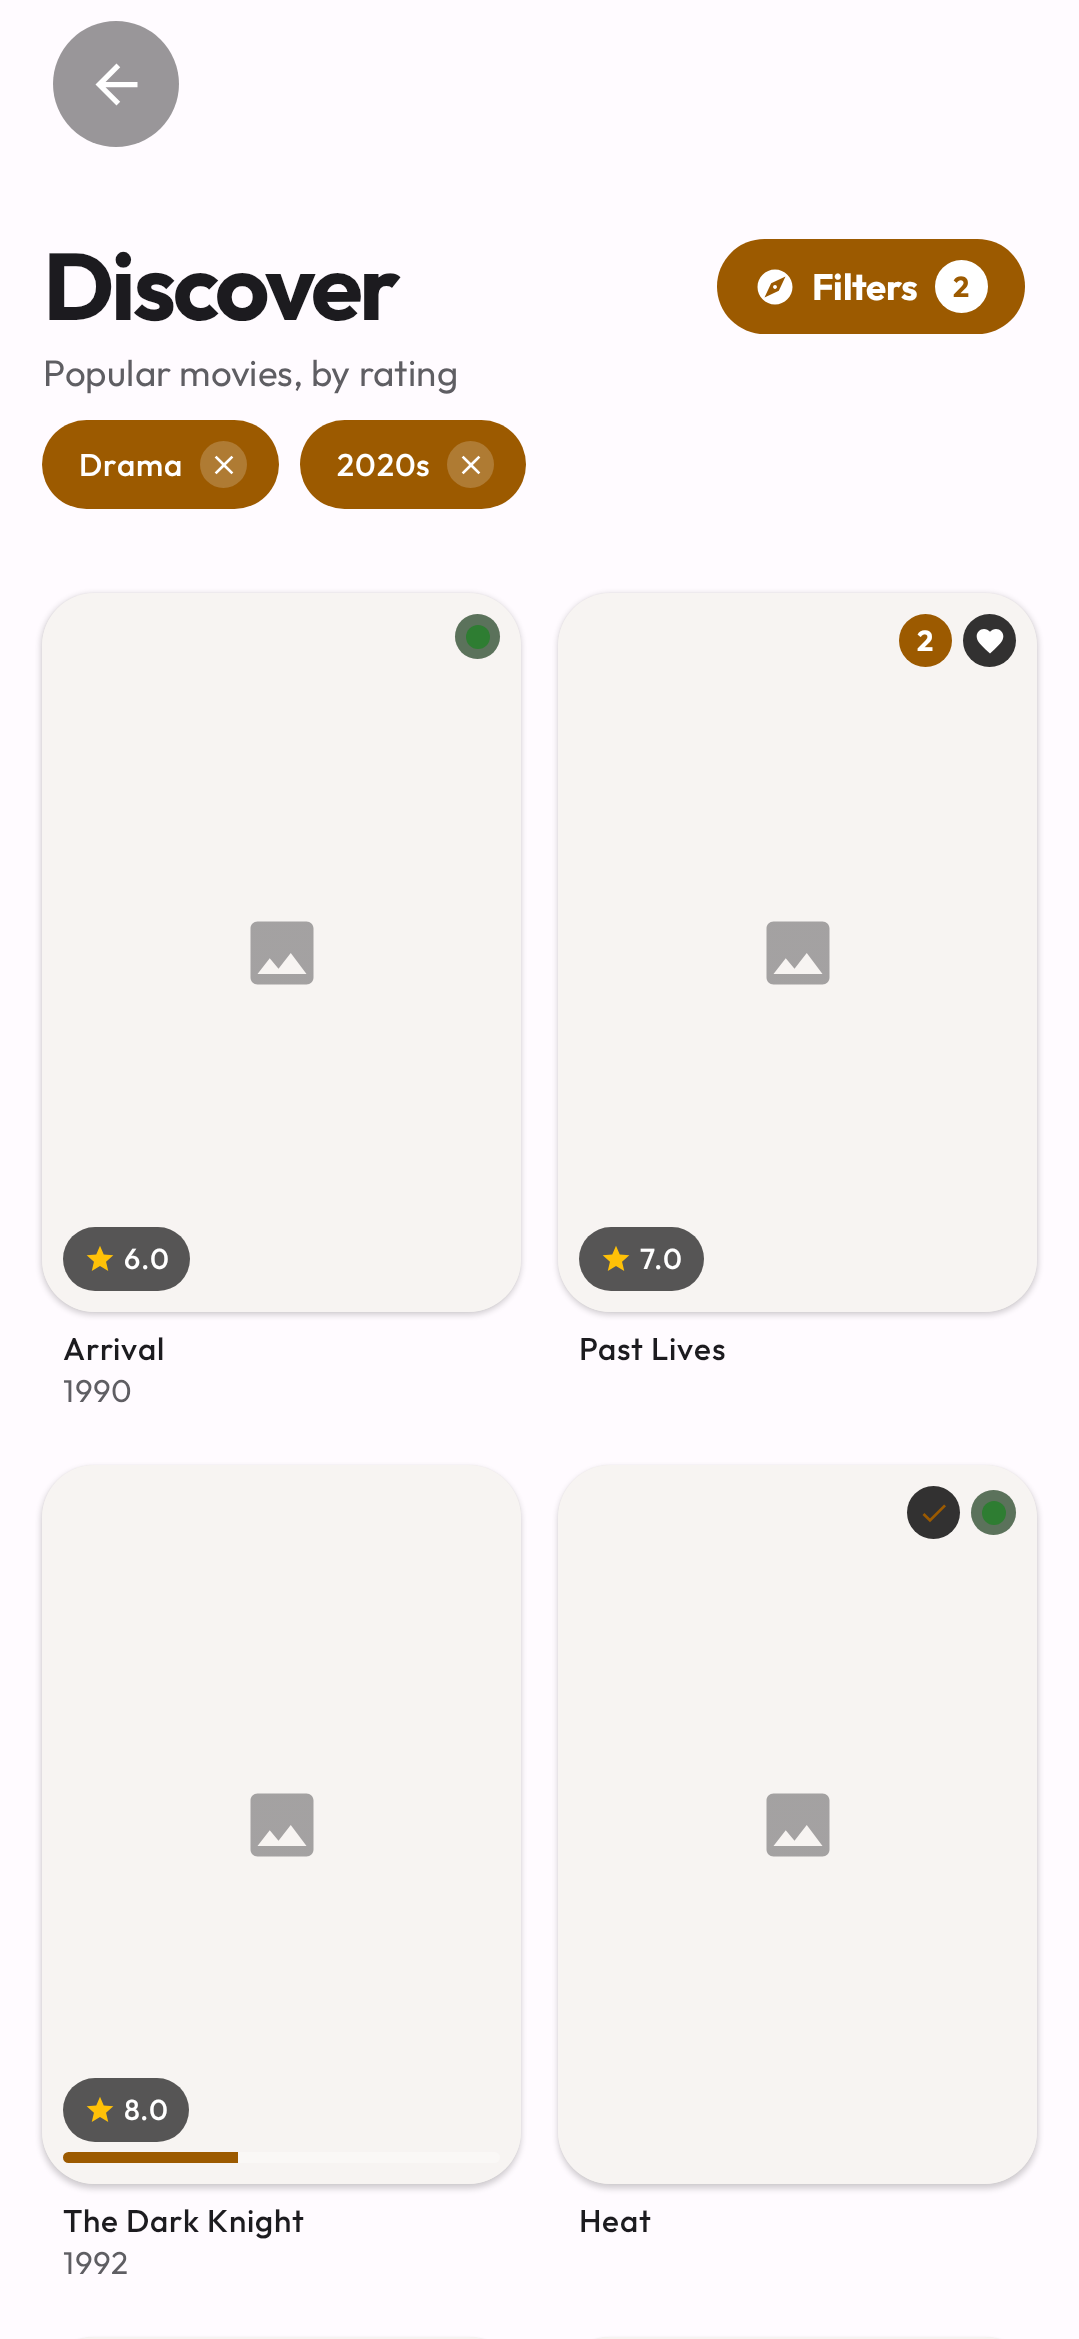 Discover
Filters 2
Popular movies, by rating
Drama
2020s
2
6.0
7.0
Arrival
1990
Past Lives
8.0
The Dark Knight
1992
Heat